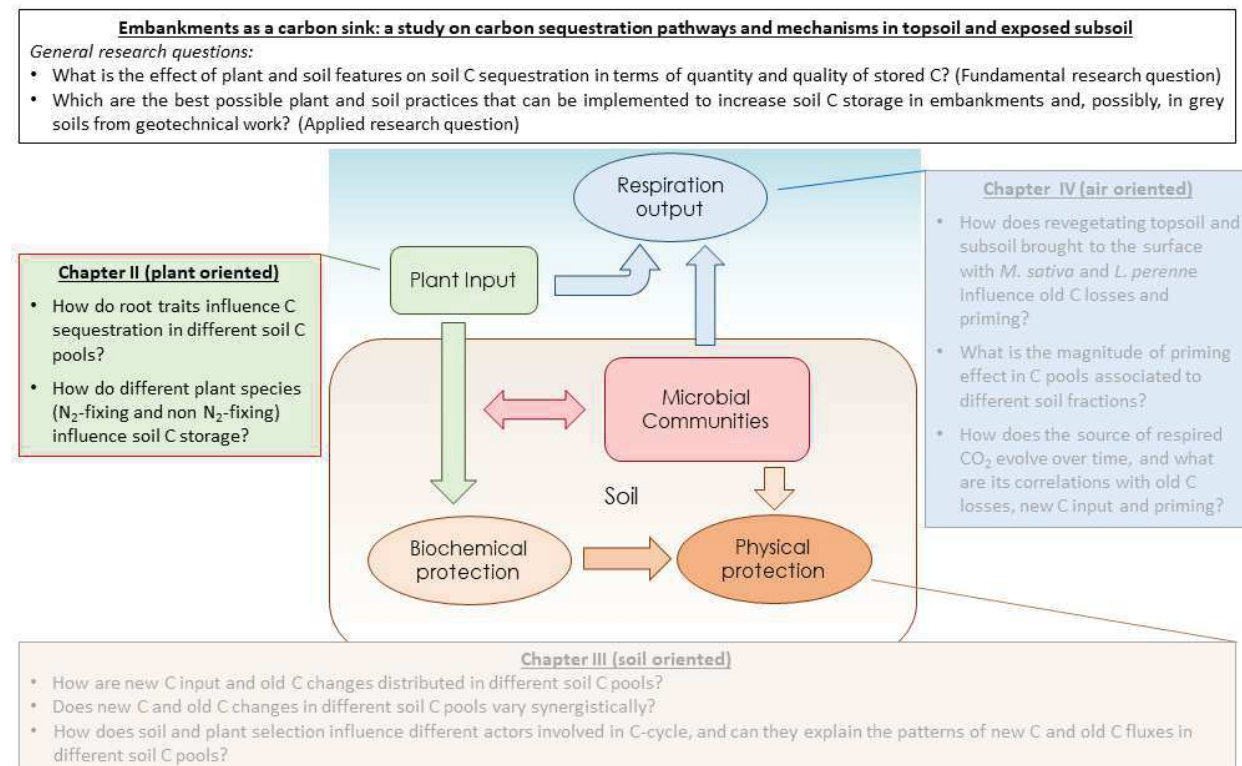 Embankments as a carbon sink: a study on carbon sequestration pathways and mechanisms in topsoil and exposed subsoil
General research questions:
• What is the effect of plant and soil features on soil C sequestration in terms of quantity and quality of stored C? (Fundamental research question)
• Which are the best possible plant and soil practices that can be implemented to increase soil C storage in embankments and, possibly, in grey
soils from geotechnical work? (Applied research question)
Respiration
output
Plant Input
Chapter II (plant oriented)
• How do root traits influence C
sequestration in different soil C
pools?
• How do different plant species
(N₂-fixing and non N₂-fixing)
influence soil C storage?
Microbial
Communities
Soil
Biochemical
protection
Physical
protection
Chapter IV (air oriented)
• How does revegetating topsoil and
subsoil brought to the surface
with M. sativa and L. perenne
influence old C losses and
priming?
• What is the magnitude of priming
effect in C pools associated to
different soil fractions?
• How does the source of respired
CO₂ evolve over time, and what
are its correlations with old C
losses, new C input and priming?
Chapter III (soil oriented)
• How are new C input and old C changes distributed in different soil C pools?
• Does new C and old C changes in different soil C pools vary synergistically?
• How does soil and plant selection influence different actors involved in C-cycle, and can they explain the patterns of new C and old C fluxes in
different soil C pools?